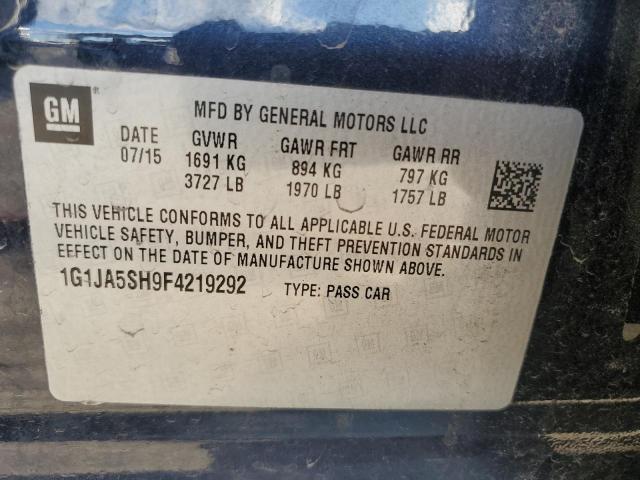 GM®
MFD BY GENERAL MOTORS LLC
DATE GVWR GAWR FRT GAWR RR
07/15 1691 KG 894 KG 797 KG
3727 LB 1970 LB 1757 LB
THIS VEHICLE CONFORMS TO ALL APPLICABLE U.S. FEDERAL MOTOR
VEHICLE SAFETY, BUMPER, AND THEFT PREVENTION STANDARDS IN
EFFECT ON THE DATE OF MANUFACTURE SHOWN ABOVE.
1G1JA5SH9F4219292 TYPE: PASS CAR